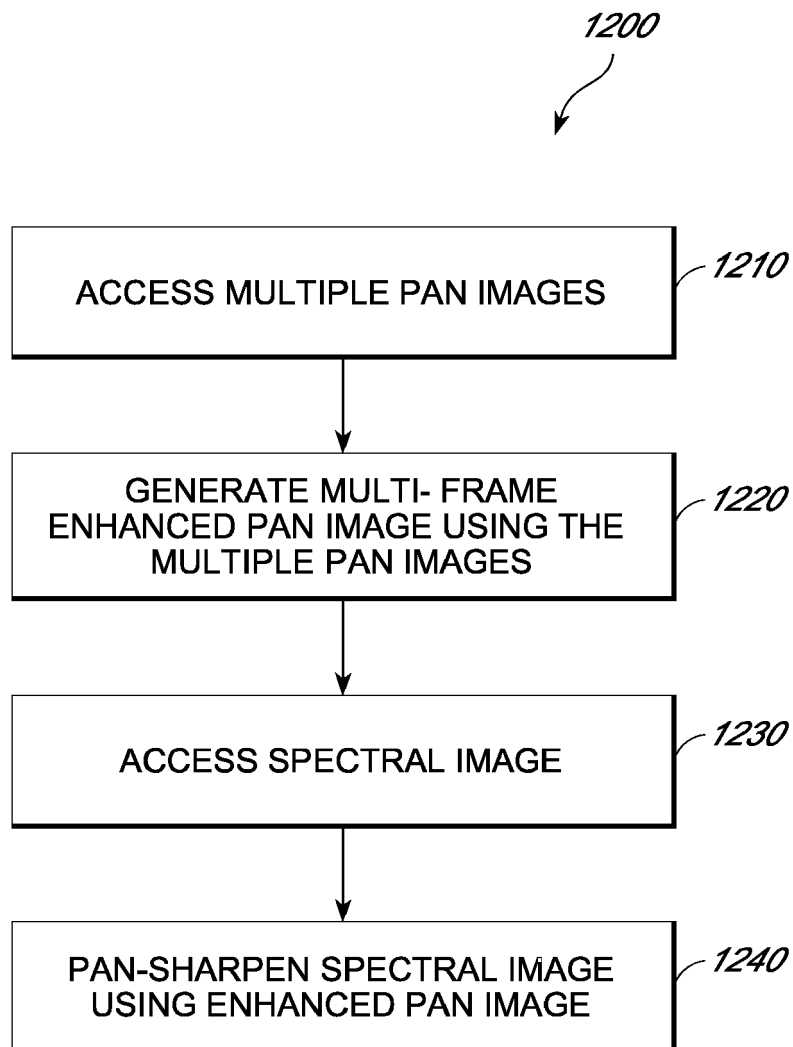 1200
ACCESS MULTIPLE PAN IMAGES
1210
GENERATE MULTI- FRAME
ENHANCED PAN IMAGE USING THE
MULTIPLE PAN IMAGES
1220
ACCESS SPECTRAL IMAGE
1230
PAN-SHARPEN SPECTRAL IMAGE
USING ENHANCED PAN IMAGE
1240